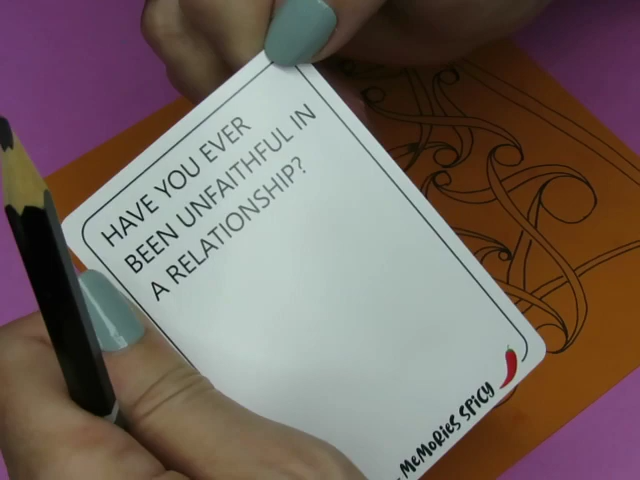 HAVE YOU EVER
BEEN UNFAITHFUL IN
A RELATIONSHIP?
MEMORIES SPICY